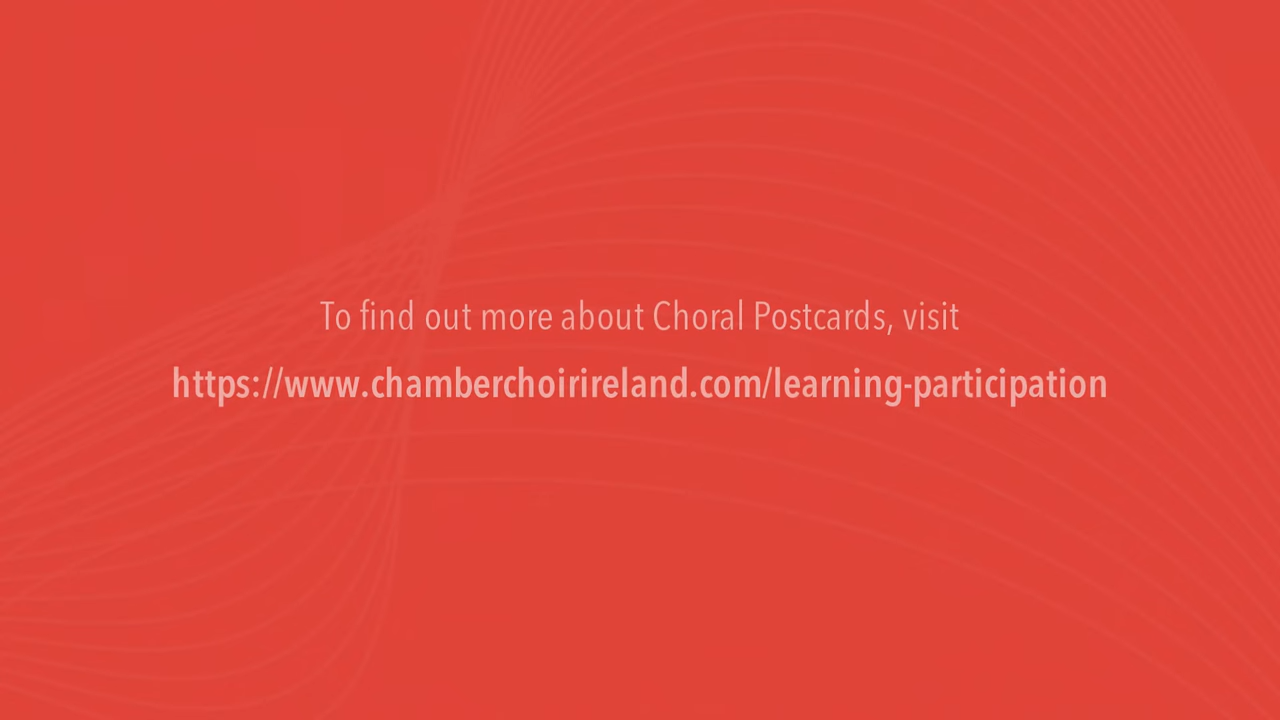 To find out more about Choral Postcards, visit
https://www.chamberchoirireland.com/learning-participation